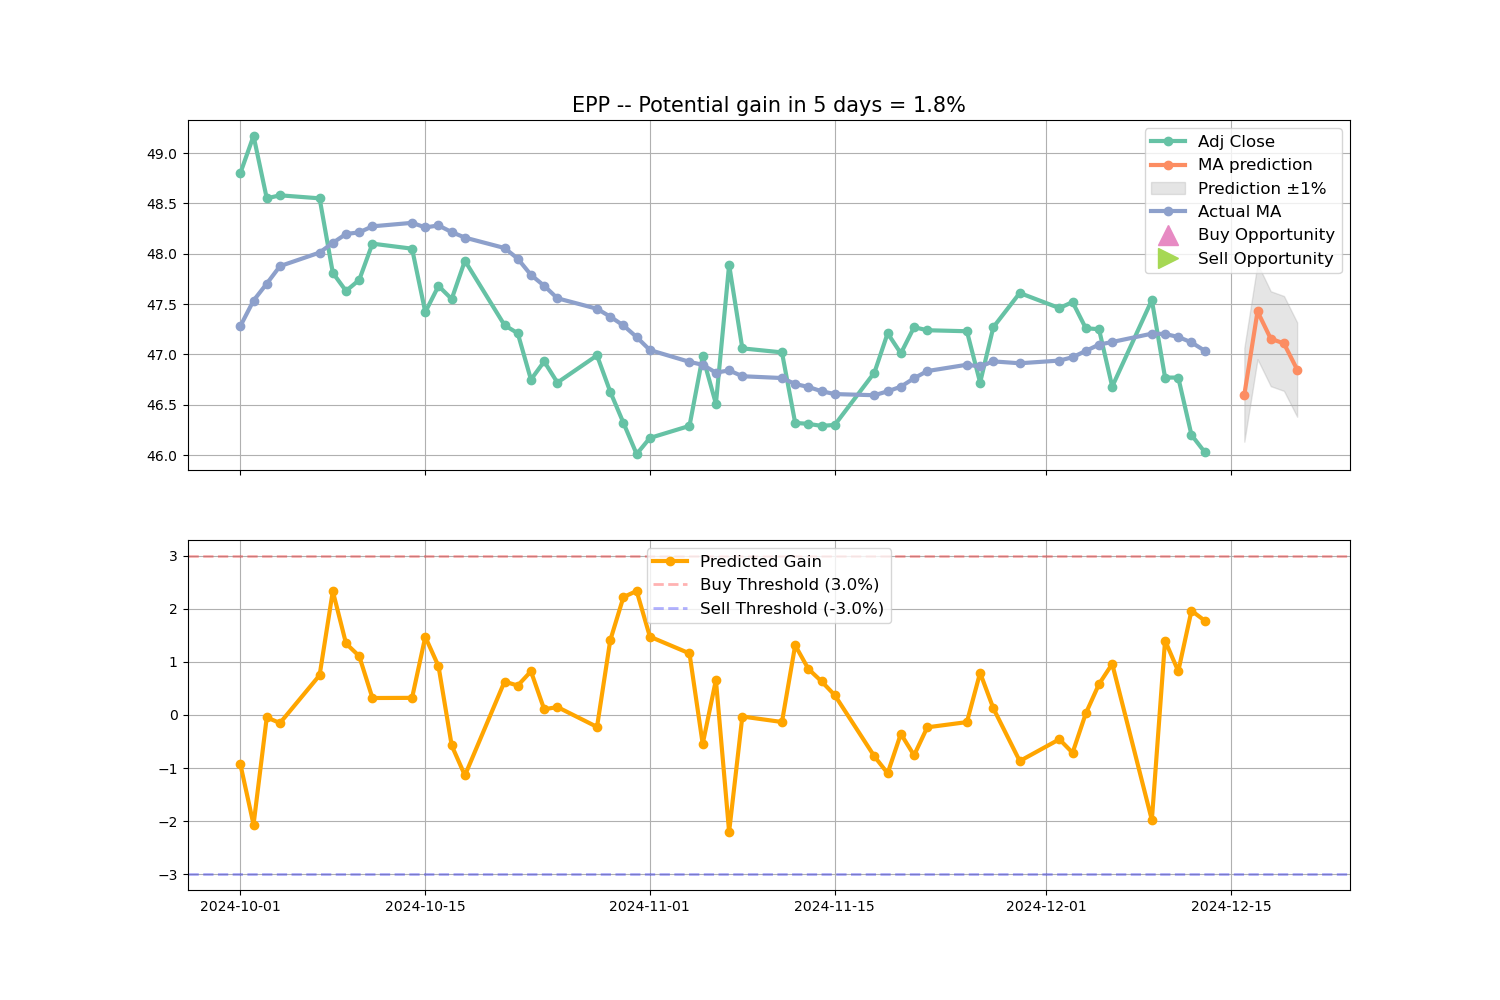 EPP -- Potential gain in 5 days = 1.8%
49.0
48.5
48.0
47.5
47.0
46.5
46.0
Adj Close
MA prediction
Prediction ±1%
Actual MA
Buy Opportunity
Sell Opportunity
3
2
1
0
−1
−2
−3
Predicted Gain
Buy Threshold (3.0%)
Sell Threshold (-3.0%)
2024-10-01
2024-10-15
2024-11-01
2024-11-15
2024-12-01
2024-12-15